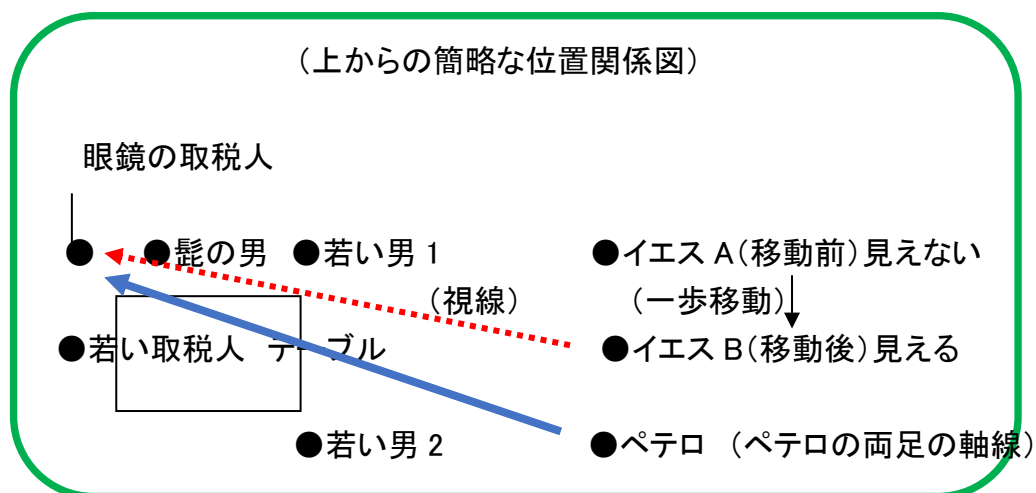 (上からの簡略な位置関係図)
眼鏡の取税人
●髭の男 ●若い男 1 ●イエス A(移動前)見えない
(視線) (一歩移動)
●若い取税人 テーブル ●イエス B(移動後)見える
●若い男 2 ●ペテロ (ペテロの両足の軸線)